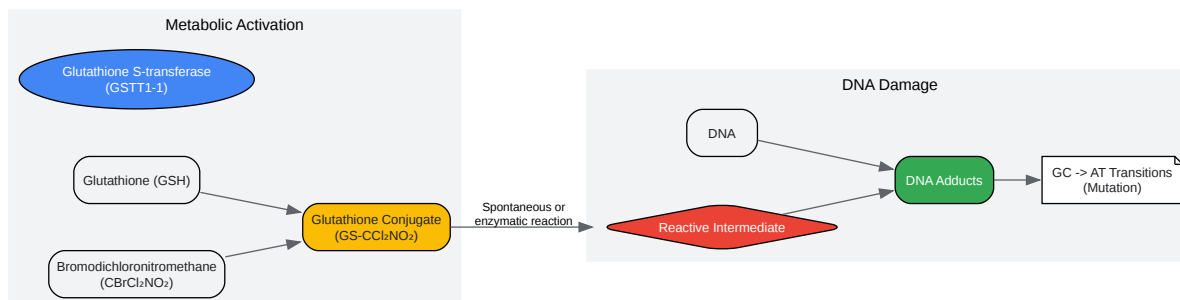 Metabolic Activation
Glutathione S-transferase
(GSTT1-1)
Glutathione (GSH)
Bromodichloronitromethane
(CBrCl₂NO₂)
Glutathione Conjugate
(GS-CCl₂NO₂)
Spontaneous or
enzymatic reaction
DNA Damage
DNA
Reactive Intermediate
DNA Adducts
GC -> AT Transitions
(Mutation)